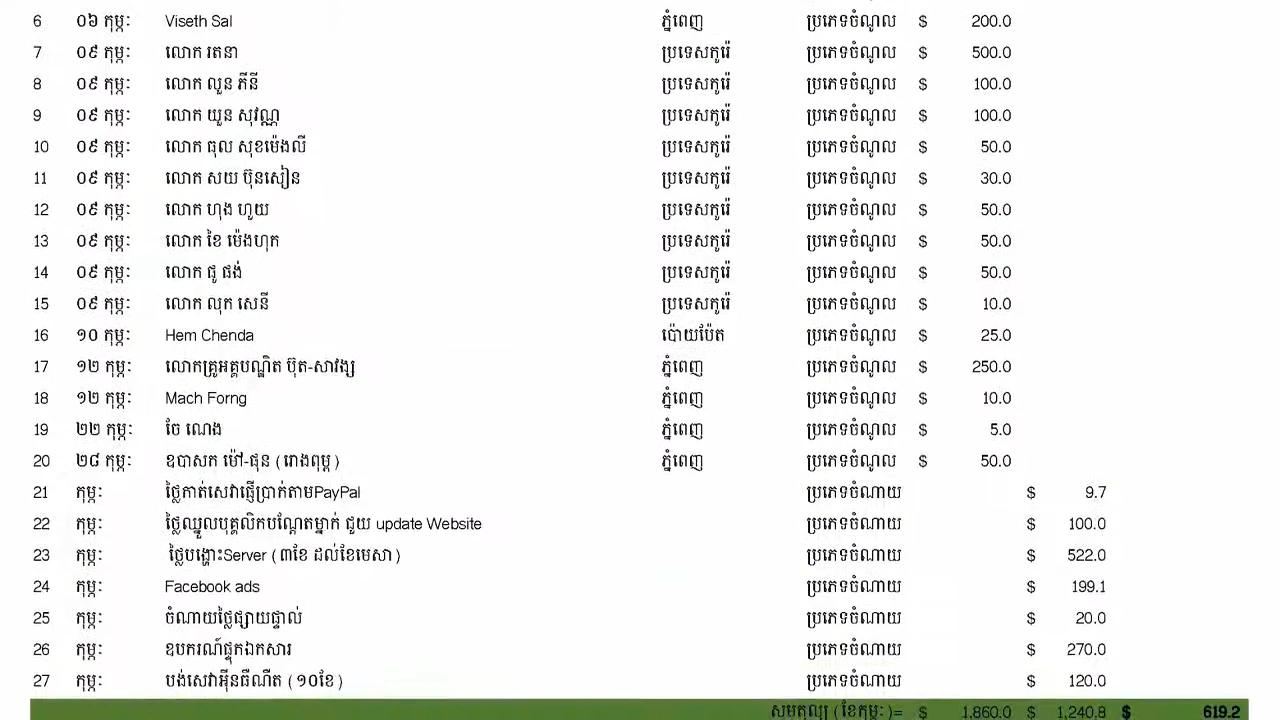 6 ០៦ កុម្ភៈ Viseth Sal ភ្នំពេញ ប្រភេទចំណូល $ 200.0
7 ០៩ កុម្ភៈ លោក រតនា ប្រទេសកូរ៉េ ប្រភេទចំណូល $ 500.0
8 ០៩ កុម្ភៈ លោក លួន ភីនី ប្រទេសកូរ៉េ ប្រភេទចំណូល $ 100.0
9 ០៩ កុម្ភៈ លោក យួន សុវណ្ណ ប្រទេសកូរ៉េ ប្រភេទចំណូល $ 100.0
10 ០៩ កុម្ភៈ លោក ធុល សុខម៉េងលី ប្រទេសកូរ៉េ ប្រភេទចំណូល $ 50.0
11 ០៩ កុម្ភៈ លោក សយ ប៊ុនសៀន ប្រទេសកូរ៉េ ប្រភេទចំណូល $ 30.0
12 ០៩ កុម្ភៈ លោក ហុង ហួយ ប្រទេសកូរ៉េ ប្រភេទចំណូល $ 50.0
13 ០៩ កុម្ភៈ លោក ខៃ ម៉េងហុក ប្រទេសកូរ៉េ ប្រភេទចំណូល $ 50.0
14 ០៩ កុម្ភៈ លោក ជូ ផង់ ប្រទេសកូរ៉េ ប្រភេទចំណូល $ 50.0
15 ០៩ កុម្ភៈ លោក លុក សេនី ប្រទេសកូរ៉េ ប្រភេទចំណូល $ 10.0
16 ១០ កុម្ភៈ Hem Chenda ប៉ោយប៉ែត ប្រភេទចំណូល $ 25.0
17 ១២ កុម្ភៈ លោកគ្រូអគ្គបណ្ឌិត ប៊ុត-សាវង្ស ភ្នំពេញ ប្រភេទចំណូល $ 250.0
18 ១២ កុម្ភៈ Mach Forng ភ្នំពេញ ប្រភេទចំណូល $ 10.0
19 ២២ កុម្ភៈ ចែ ណេង ភ្នំពេញ ប្រភេទចំណូល $ 5.0
20 ២៨ កុម្ភៈ ឧបាសក ម៉ៅ-ផុន (រោងពុម្ព) ភ្នំពេញ ប្រភេទចំណូល $ 50.0
21 កុម្ភៈ ថ្លៃកាត់សេវាផ្ញើប្រាក់តាមPayPal ប្រភេទចំណាយ $ 9.7
22 កុម្ភៈ ថ្លៃឈ្នួលបុគ្គលិកបណ្តែតម្នាក់ ជួយ update Website ប្រភេទចំណាយ $ 100.0
23 កុម្ភៈ ថ្លៃបង្ហោះServer (៣ខែ ដល់ខែមេសា) ប្រភេទចំណាយ $ 522.0
24 កុម្ភៈ Facebook ads ប្រភេទចំណាយ $ 199.1
25 កុម្ភៈ ចំណាយថ្លៃផ្សាយផ្ទាល់ ប្រភេទចំណាយ $ 20.0
26 កុម្ភៈ ឧបករណ៍ផ្ទុកឯកសារ ប្រភេទចំណាយ $ 270.0
27 កុម្ភៈ បង់សេវាអ៊ីនធឺណិត (១០ខែ) ប្រភេទចំណាយ $ 120.0
សមតុល្យ (ខែកុម្ភៈ)= $ 1,860.0 $ 1,240.8 $ 619.2